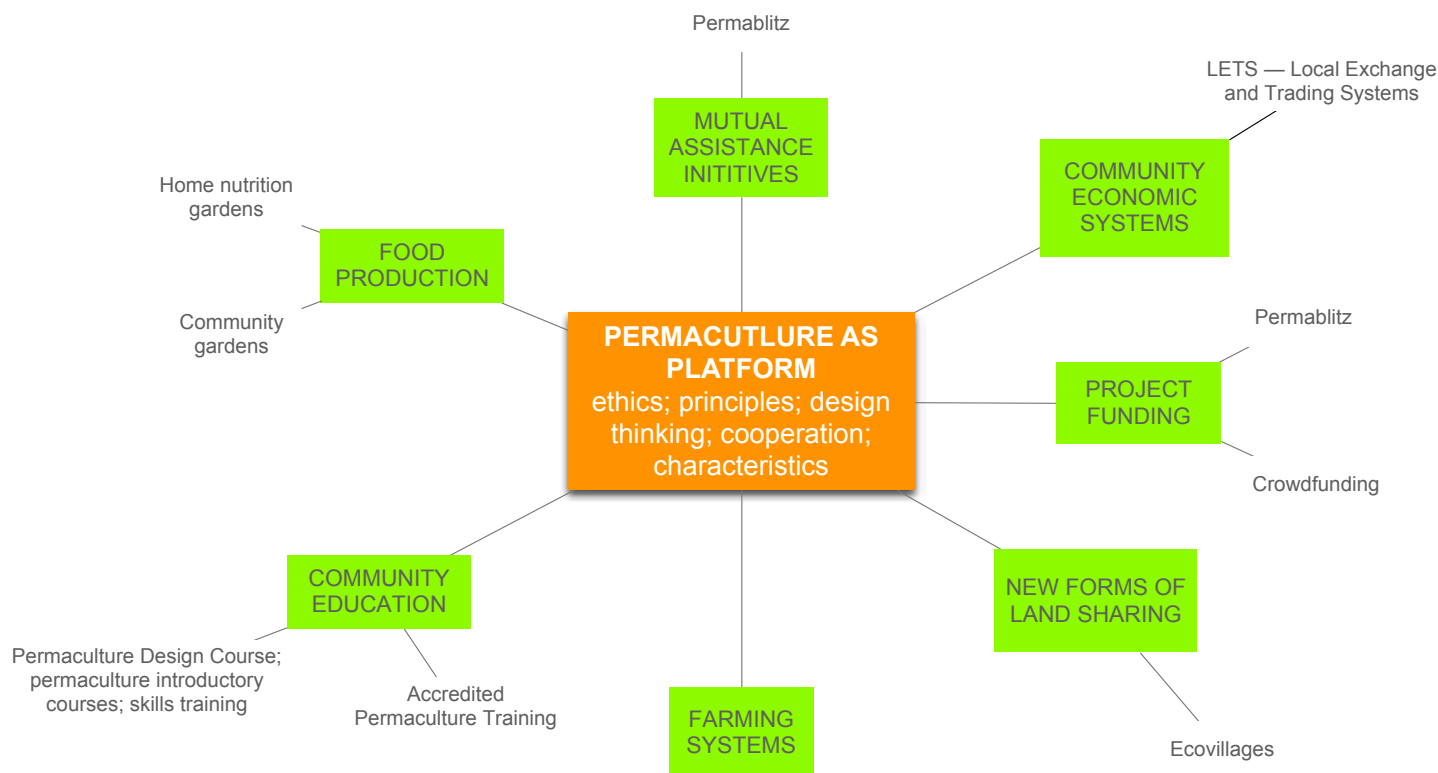 Permablitz
LETS — Local Exchange
and Trading Systems
MUTUAL
ASSISTANCE
INITITIVES
COMMUNITY
ECONOMIC
SYSTEMS
Home nutrition
gardens
FOOD
PRODUCTION
Community
gardens
PERMACUTLURE AS
PLATFORM
ethics; principles; design
thinking; cooperation;
characteristics
Permablitz
PROJECT
FUNDING
Crowdfunding
COMMUNITY
EDUCATION
Permaculture Design Course;
permaculture introductory
courses; skills training
Accredited
Permaculture Training
FARMING
SYSTEMS
NEW FORMS OF
LAND SHARING
Ecovillages